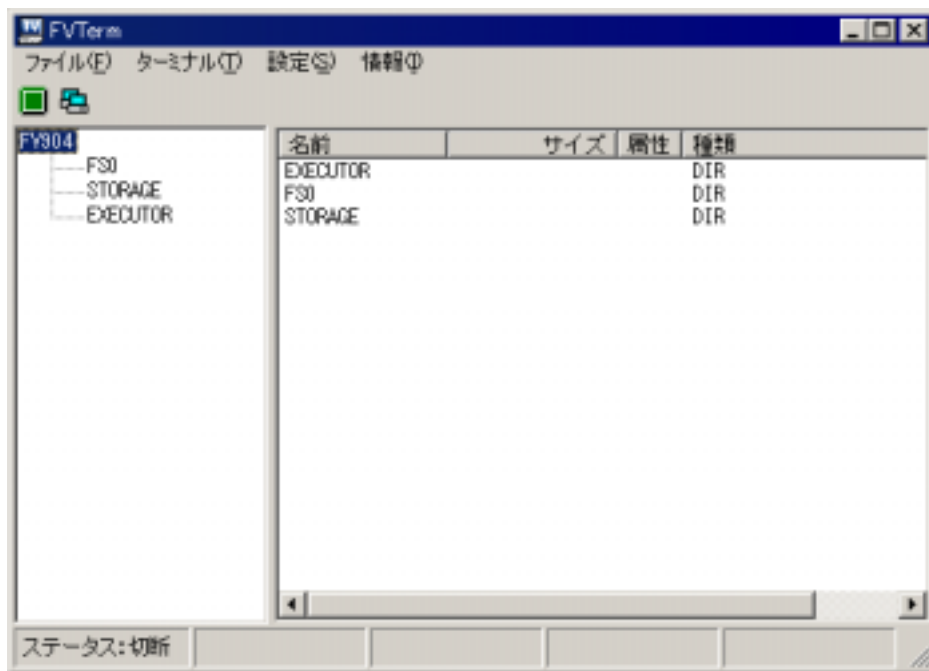 FVTerm
ファイル(F) ターミナル(T) 設定(S) 情報(I)
FV904
FS0
STORAGE
EXECUTOR
名前 サイズ 属性 種類
EXECUTOR DIR
FS0 DIR
STORAGE DIR
ステータス:切断